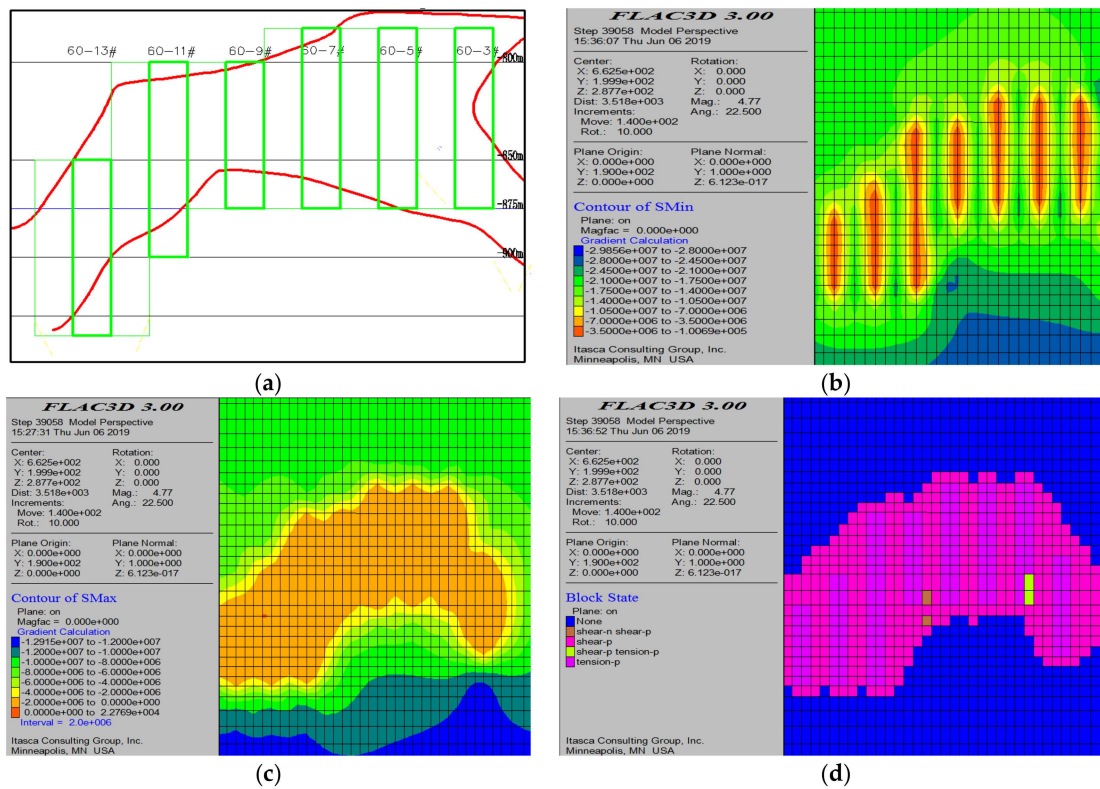 60-13#
60-11#
60-9#
60-7#
60-5#
60-3#
-800m
-850m
-875m
-900m
(a)
FLAC3D 3.00
Step 39058 Model Perspective
15:36:07 Thu Jun 06 2019
Center: Rotation:
X: 6.625e+002 X: 0.000
Y: 1.999e+002 Y: 0.000
Z: 2.877e+002 Z: 0.000
Dist: 3.518e+003 Mag.: 4.77
Increments: Ang.: 22.500
Move: 1.400e+002
Rot.: 10.000
Plane Origin: Plane Normal:
X: 0.000e+000 X: 0.000e+000
Y: 1.900e+002 Y: 1.000e+000
Z: 0.000e+000 Z: 6.123e-017
Contour of SMin
Plane: on
Magfac = 0.000e+000
Gradient Calculation
-2.9856e+007 to -2.8000e+007
-2.8000e+007 to -2.4500e+007
-2.4500e+007 to -2.1000e+007
-2.1000e+007 to -1.7500e+007
-1.7500e+007 to -1.4000e+007
-1.4000e+007 to -1.0500e+007
-1.0500e+007 to -7.0000e+006
-7.0000e+006 to -3.5000e+006
-3.5000e+006 to -1.0069e+005
Itasca Consulting Group, Inc.
Minneapolis, MN USA
(b)
FLAC3D 3.00
Step 39058 Model Perspective
15:27:31 Thu Jun 06 2019
Center: Rotation:
X: 6.625e+002 X: 0.000
Y: 1.999e+002 Y: 0.000
Z: 2.877e+002 Z: 0.000
Dist: 3.518e+003 Mag.: 4.77
Increments: Ang.: 22.500
Move: 1.400e+002
Rot.: 10.000
Plane Origin: Plane Normal:
X: 0.000e+000 X: 0.000e+000
Y: 1.900e+002 Y: 1.000e+000
Z: 0.000e+000 Z: 6.123e-017
Contour of SMax
Plane: on
Magfac = 0.000e+000
Gradient Calculation
-1.2915e+007 to -1.2000e+007
-1.2000e+007 to -1.0000e+007
-1.0000e+007 to -8.0000e+006
-8.0000e+006 to -6.0000e+006
-6.0000e+006 to -4.0000e+006
-4.0000e+006 to -2.0000e+006
-2.0000e+006 to 0.0000e+000
0.0000e+000 to 2.2769e+004
Interval = 2.0e+006
Itasca Consulting Group, Inc.
Minneapolis, MN USA
(c)
FLAC3D 3.00
Step 39058 Model Perspective
15:36:52 Thu Jun 06 2019
Center: Rotation:
X: 6.625e+002 X: 0.000
Y: 1.999e+002 Y: 0.000
Z: 2.877e+002 Z: 0.000
Dist: 3.518e+003 Mag.: 4.77
Increments: Ang.: 22.500
Move: 1.400e+002
Rot.: 10.000
Plane Origin: Plane Normal:
X: 0.000e+000 X: 0.000e+000
Y: 1.900e+002 Y: 1.000e+000
Z: 0.000e+000 Z: 6.123e-017
Block State
Plane: on
None
shear-n shear-p
shear-p
shear-p tension-p
tension-p
Itasca Consulting Group, Inc.
Minneapolis, MN USA
(d)